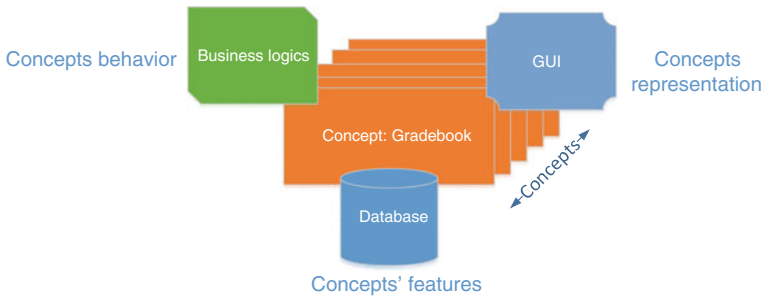 Concepts behavior
Business logics
GUI
Concepts
representation
Concept: Gradebook
Concepts
Database
Concepts' features